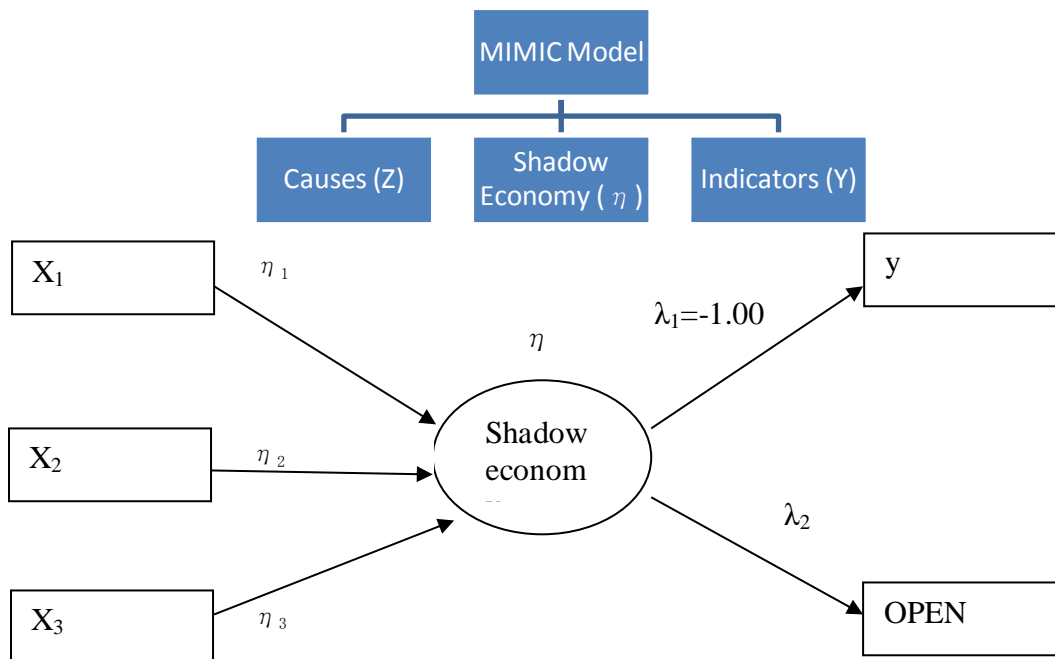 MIMIC Model
Causes (Z)
Shadow
Economy ( η )
Indicators (Y)
X₁
η ₁
y
λ₁=-1.00
η
Shadow
econom
X₂
η ₂
λ₂
X₃
η ₃
OPEN